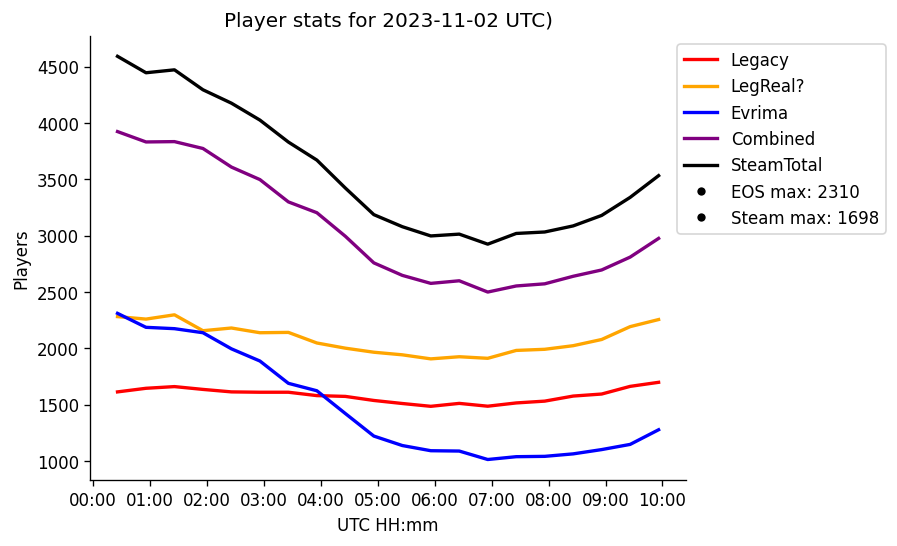 Player stats for 2023-11-02 UTC)
Legacy
LegReal?
Evrima
Combined
SteamTotal
EOS max: 2310
Steam max: 1698
4500
4000
3500
3000
2500
2000
1500
1000
Players
00:00 01:00 02:00 03:00 04:00 05:00 06:00 07:00 08:00 09:00 10:00
UTC HH:mm